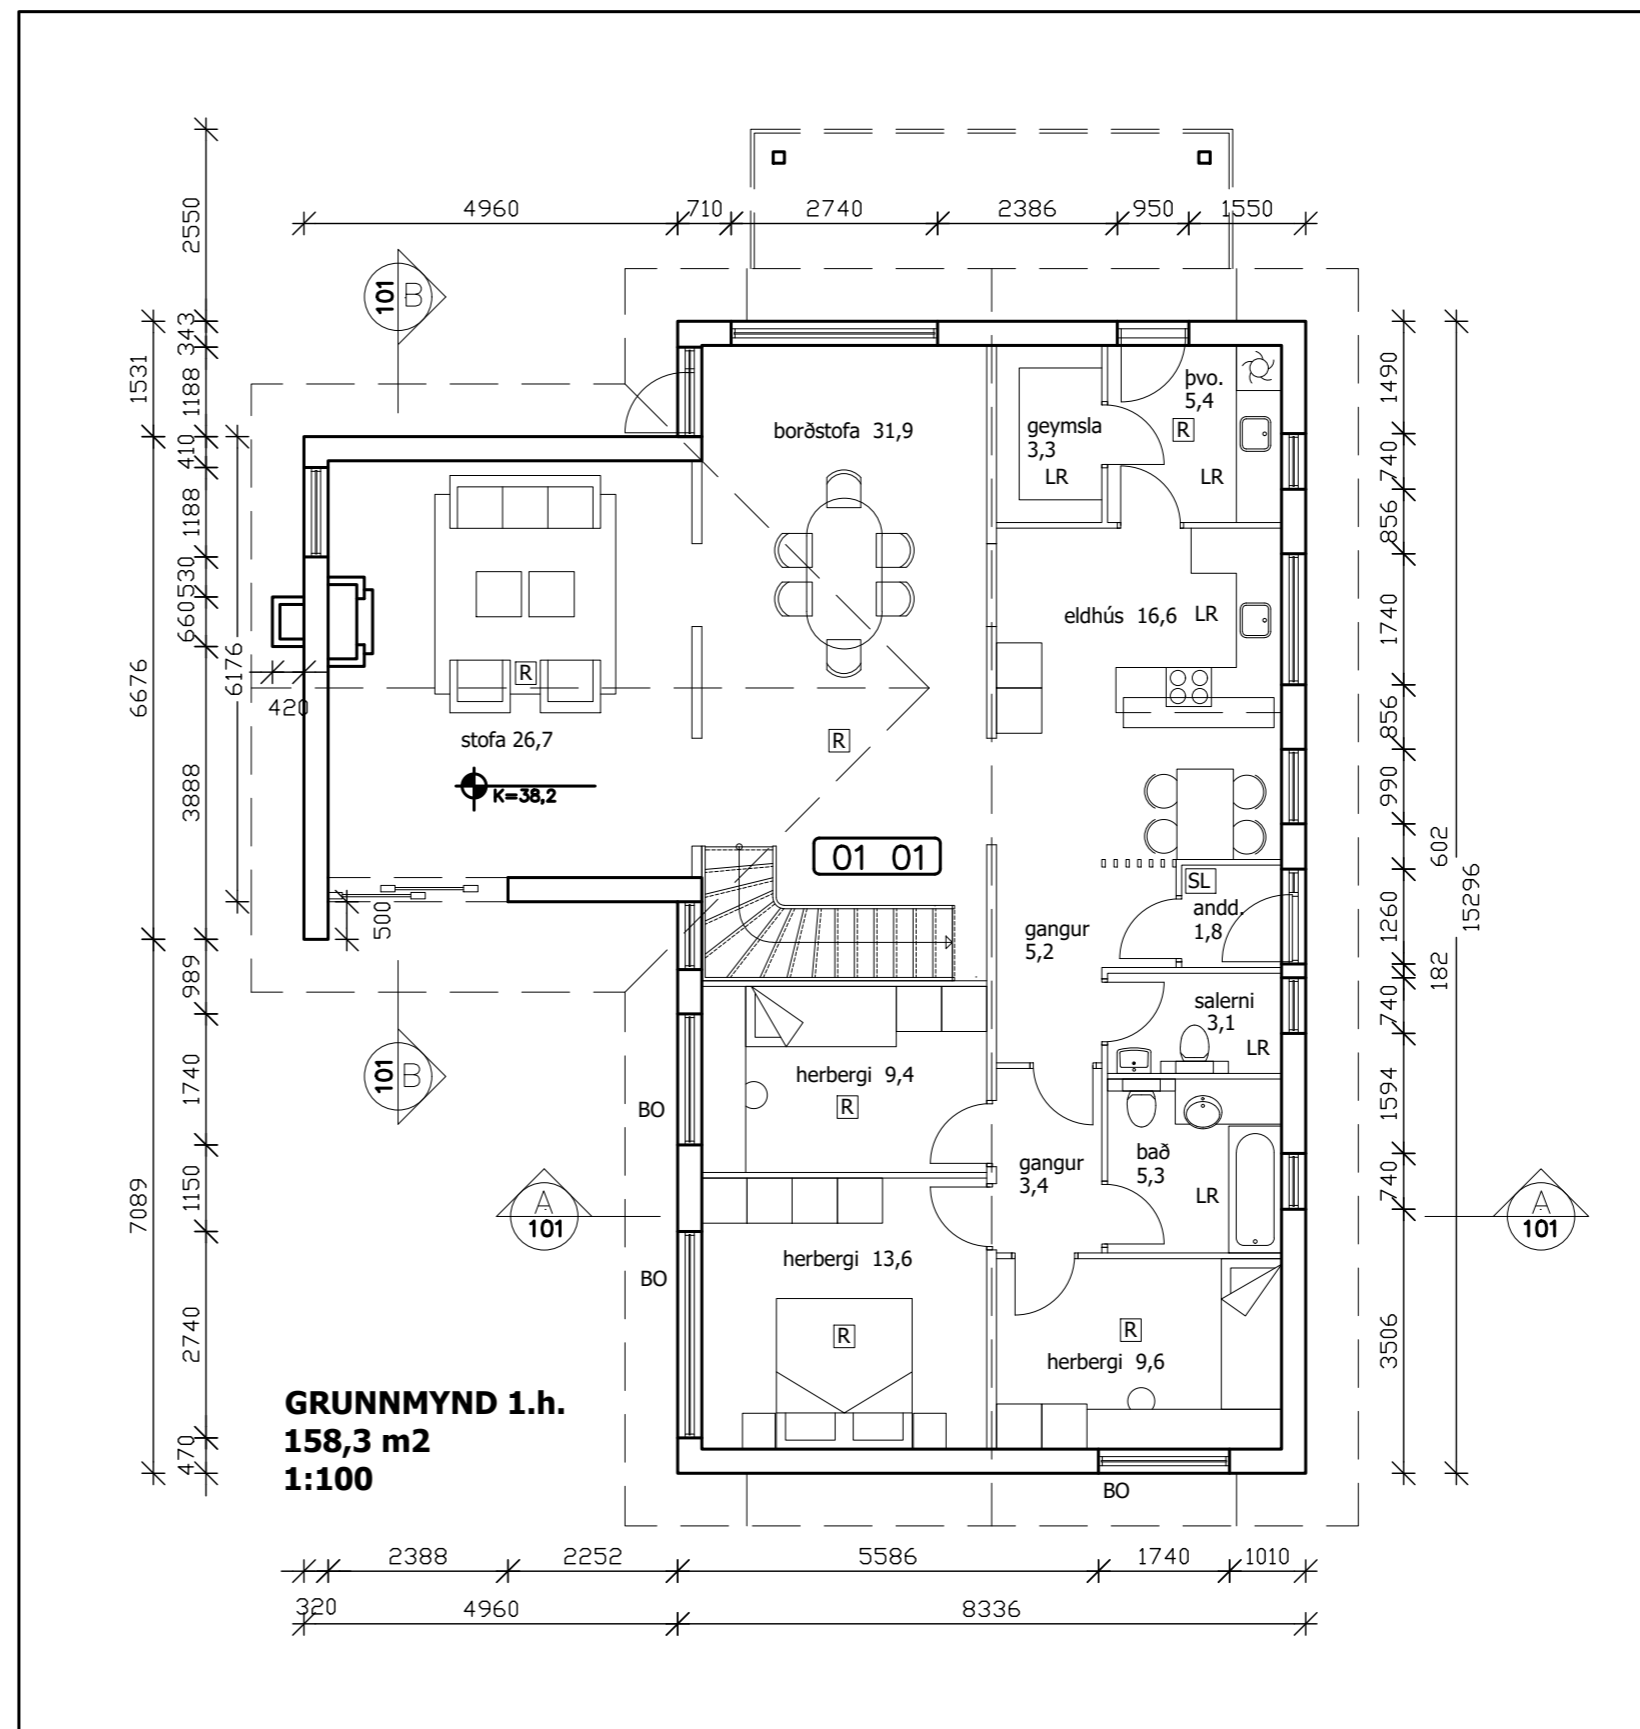 2550
4960
710
2740
2386
950
1550
101
B
343
1531
1188
410
1188
530
660
6176
6676
420
3888
500
989
1740
7089
1150
2740
470
1490
740
856
1740
856
990
602
15296
1260
182
740
1594
740
3506
borðstofa 31,9
geymsla
3,3
LR
þvo.
5,4
R
LR
eldhús 16,6
LR
R
stofa 26,7
K=38,2
R
01 01
SL
andd.
1,8
gangur
5,2
salerni
3,1
LR
101
B
herbergi 9,4
R
BO
gangur
3,4
bað
5,3
LR
A
101
A
101
herbergi 13,6
BO
R
R
herbergi 9,6
GRUNNMYND 1.h.
158,3 m2
1:100
BO
2388
2252
5586
1740
1010
320
4960
8336